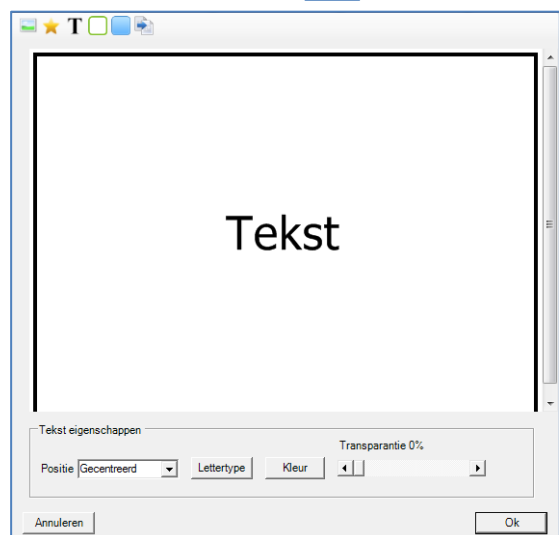 T
Tekst
Tekst eigenschappen
Transparantie 0%
Positie Gecentreerd Lettertype Kleur
Annuleren Ok